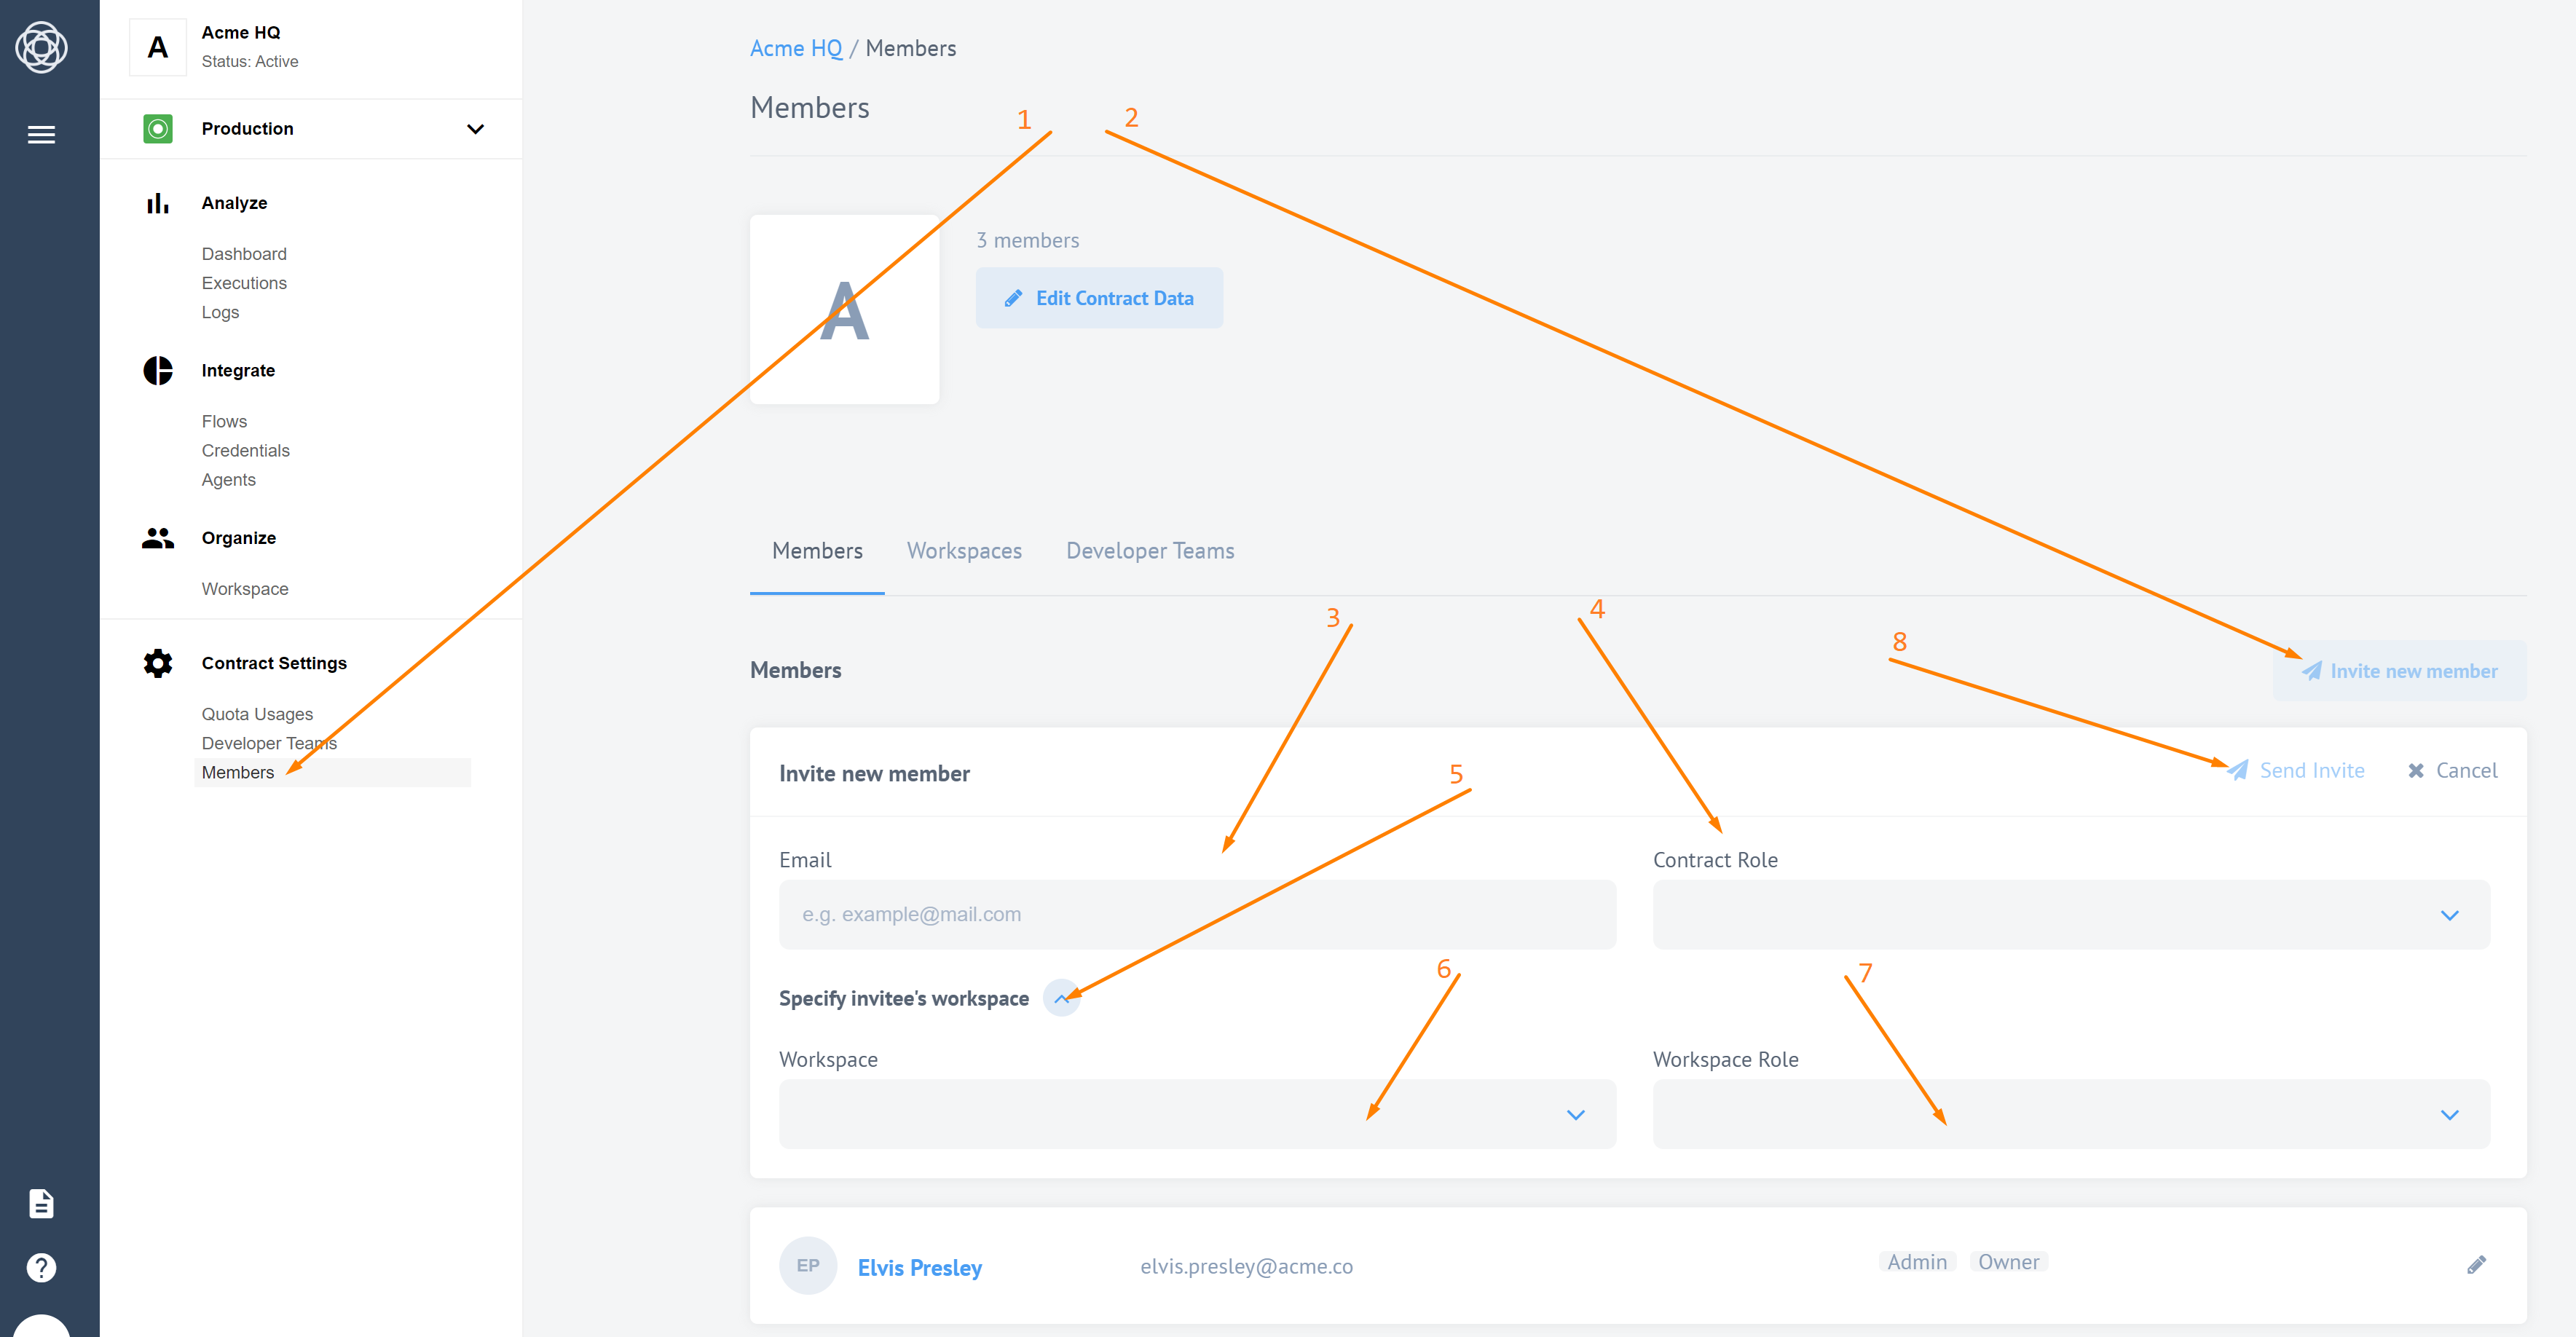 A
Acme HQ
Status: Active
Production
Analyze
Dashboard
Executions
Logs
Integrate
Flows
Credentials
Agents
Organize
Workspace
Contract Settings
Quota Usages
Developer Teams
Members
Acme HQ / Members
Members
1
2
A
3 members
Edit Contract Data
Members Workspaces Developer Teams
3
4
8
Members
Invite new member
Invite new member
5
Send Invite
Cancel
Email
Contract Role
e.g. example@mail.com
Specify invitee's workspace
6
7
Workspace
Workspace Role
EP
Elvis Presley
elvis.presley@acme.co
Admin Owner
?